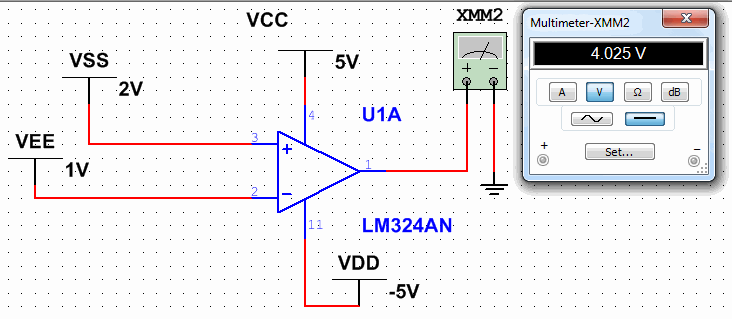 VCC
XMM2
Multimeter-XMM2
4.025 V
VSS
5V
2V
+ −
A V Ω dB
4
U1A
3
VEE
+
1V
1
+ −
Set...
2
−
11
LM324AN
VDD
-5V